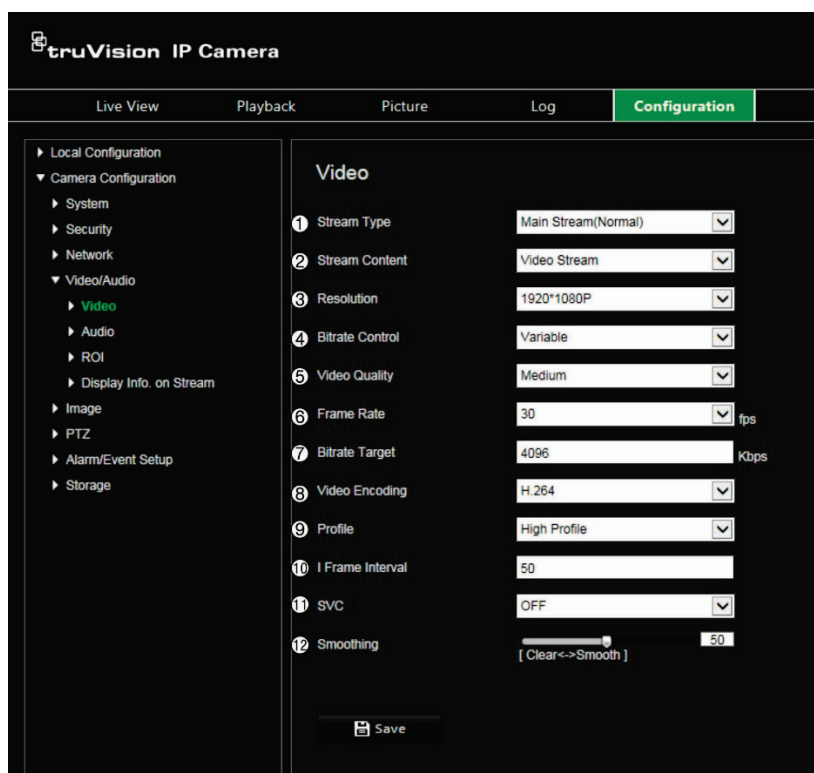 truVision IP Camera
Live View Playback Picture Log Configuration
Local Configuration
Camera Configuration
System
Security
Network
Video/Audio
Video
Audio
ROI
Display Info. on Stream
Image
PTZ
Alarm/Event Setup
Storage
Video
1 Stream Type Main Stream(Normal)
2 Stream Content Video Stream
3 Resolution 1920*1080P
4 Bitrate Control Variable
5 Video Quality Medium
6 Frame Rate 30 fps
7 Bitrate Target 4096 Kbps
8 Video Encoding H.264
9 Profile High Profile
10 I Frame Interval 50
11 SVC OFF
12 Smoothing 50
[ Clear<->Smooth ]
Save